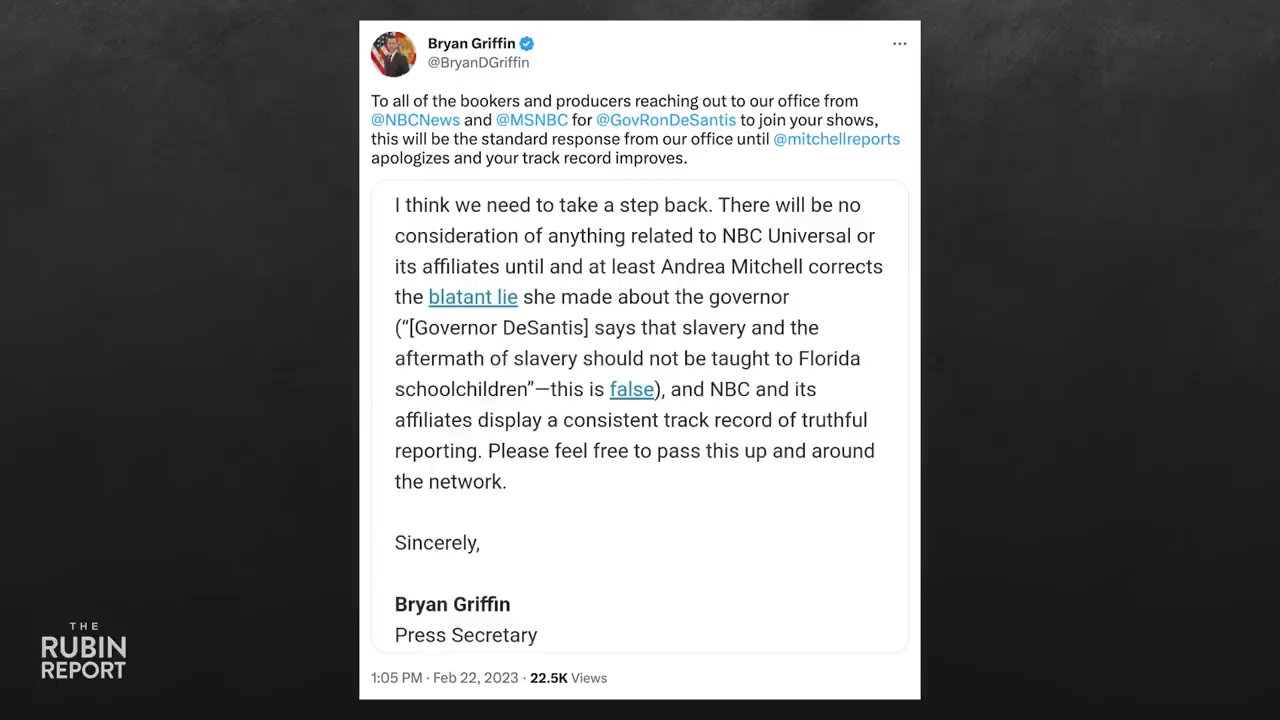 Bryan Griffin
@BryanDGriffin
To all of the bookers and producers reaching out to our office from
@NBCNews and @MSNBC for @GovRonDeSantis to join your shows,
this will be the standard response from our office until @mitchellreports
apologizes and your track record improves.
I think we need to take a step back. There will be no
consideration of anything related to NBC Universal or
its affiliates until and at least Andrea Mitchell corrects
the blatant lie she made about the governor
(“[Governor DeSantis] says that slavery and the
aftermath of slavery should not be taught to Florida
schoolchildren”—this is false), and NBC and its
affiliates display a consistent track record of truthful
reporting. Please feel free to pass this up and around
the network.
Sincerely,
Bryan Griffin
Press Secretary
1:05 PM · Feb 22, 2023 · 22.5K Views
THE
RUBIN
REPORT